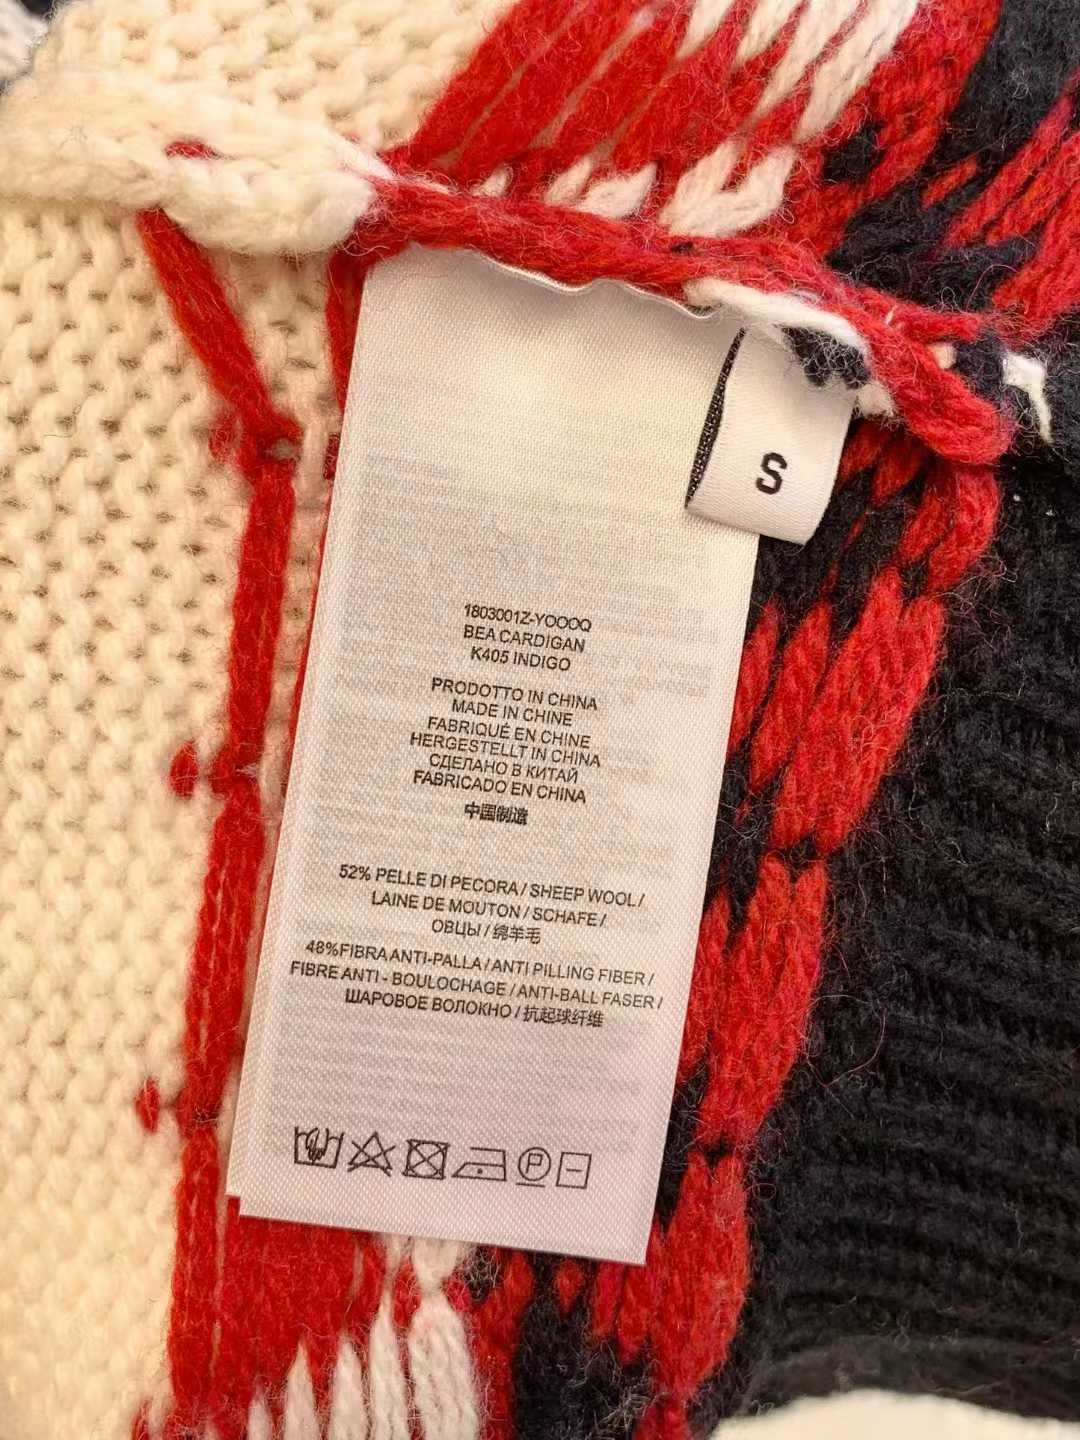 S
1803001Z-YOOOQ
BEA CARDIGAN
K405 INDIGO
PRODOTTO IN CHINA
MADE IN CHINE
FABRIQUÉ EN CHINE
HERGESTELLT IN CHINA
СДЕЛАНО В КИТАЙ
FABRICADO EN CHINA
中国制造
52% PELLE DI PECORA / SHEEP WOOL /
LAINE DE MOUTON / SCHAFE /
ОВЦЫ / 绵羊毛
48%FIBRA ANTI-PALLA / ANTI PILLING FIBER /
FIBRE ANTI - BOULOCHAGE / ANTI-BALL FASER /
ШАРОВОЕ ВОЛОКНО / 抗起球纤维
P